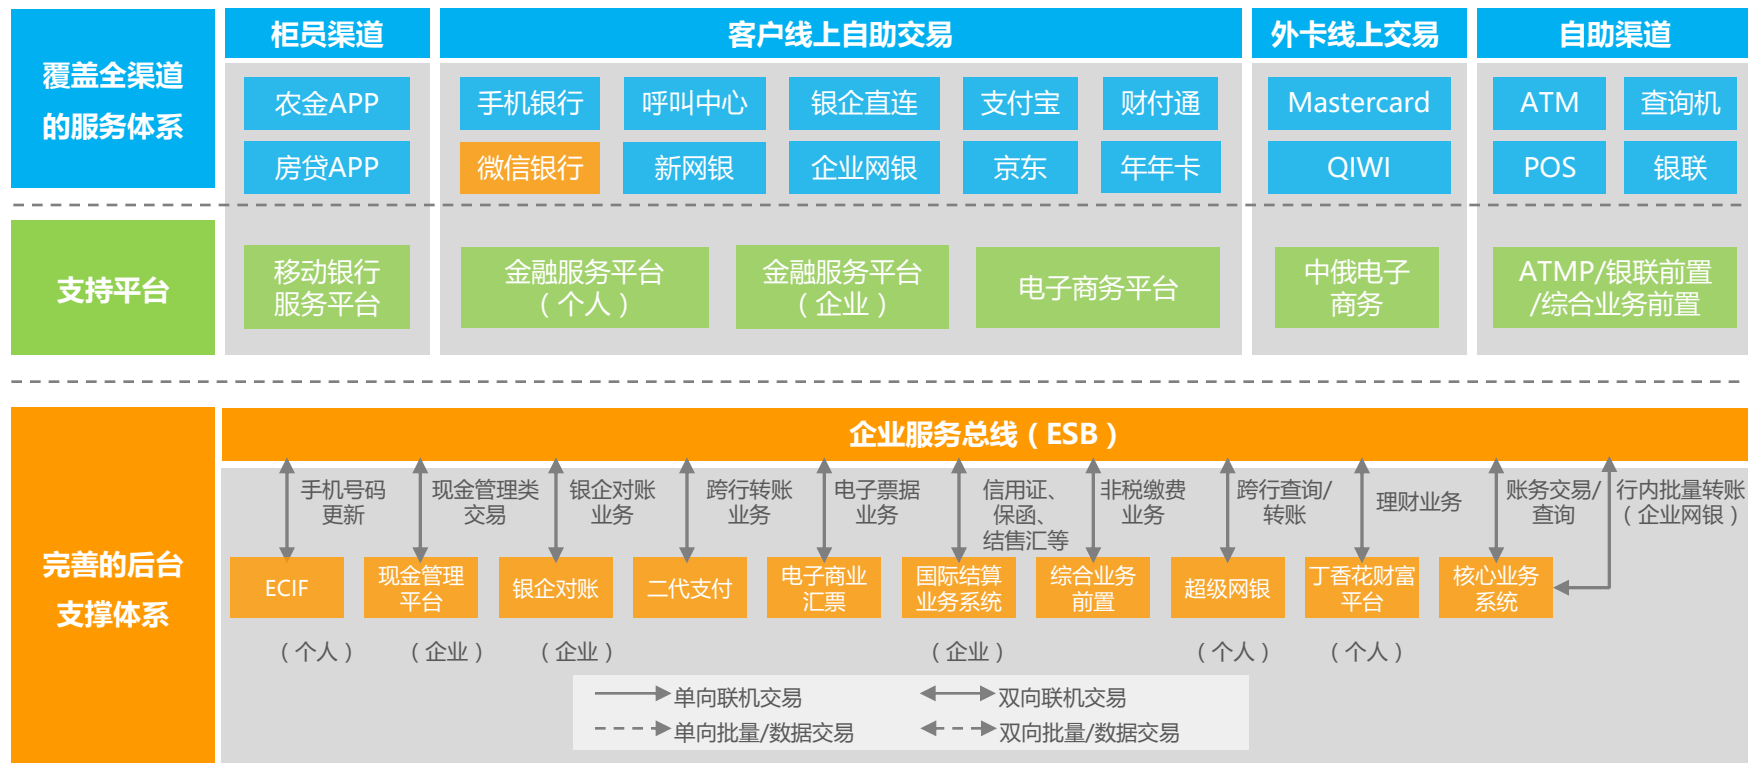 覆盖全渠道
的服务体系
柜员渠道
客户线上自助交易
外卡线上交易
自助渠道
农金APP
手机银行
呼叫中心
银企直连
支付宝
财付通
Mastercard
ATM
查询机
房贷APP
微信银行
新网银
企业网银
京东
年年卡
QIWI
POS
银联
支持平台
移动银行
服务平台
金融服务平台
（个人）
金融服务平台
（企业）
电子商务平台
中俄电子
商务
ATMP/银联前置
/综合业务前置
完善的后台
支撑体系
企业服务总线（ESB）
手机号码
更新
现金管理类
交易
银企对账
业务
跨行转账
业务
电子票据
业务
信用证、
保函、
结售汇等
非税缴费
业务
跨行查询/
转账
理财业务
账务交易/
查询
行内批量转账
（企业网银）
ECIF
现金管理
平台
银企对账
二代支付
电子商业
汇票
国际结算
业务系统
综合业务
前置
超级网银
丁香花财富
平台
核心业务
系统
（个人）
（企业）
（企业）
（企业）
（个人）
（个人）
单向联机交易
双向联机交易
单向批量/数据交易
双向批量/数据交易